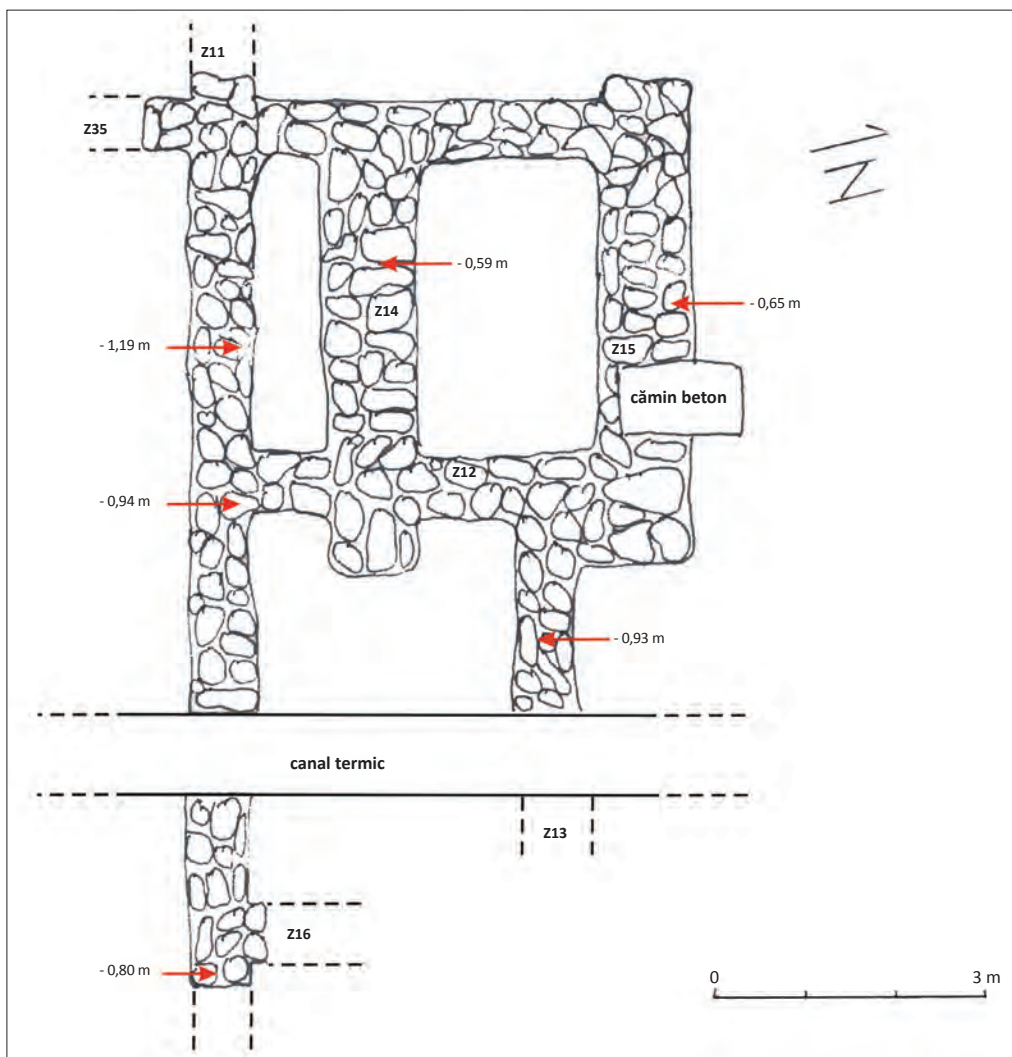 Z11
Z35
N
- 0,59 m
- 0,65 m
Z14
- 1,19 m
Z15
cămin beton
Z12
- 0,94 m
- 0,93 m
canal termic
Z13
Z16
- 0,80 m
0 3 m